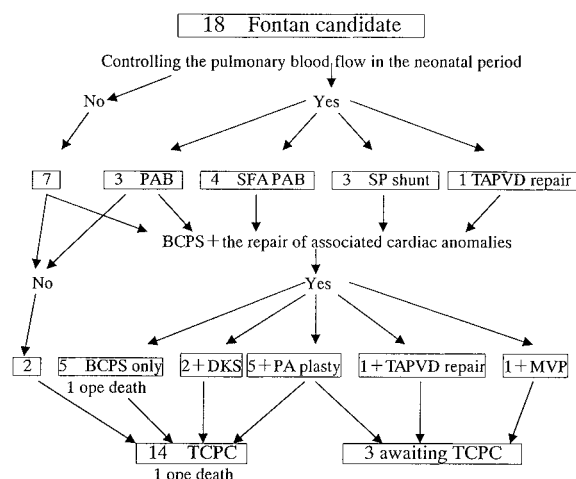 18 Fontan candidate
Controlling the pulmonary blood flow in the neonatal period
No Yes
7 3 PAB 4 SFA PAB 3 SP shunt 1 TAPVD repair
BCPS+the repair of associated cardiac anomalies
No Yes
2 5 BCPS only 2+DKS 5+PA plasty 1+TAPVD repair 1+MVP
1 ope death
14 TCPC 3 awaiting TCPC
1 ope death